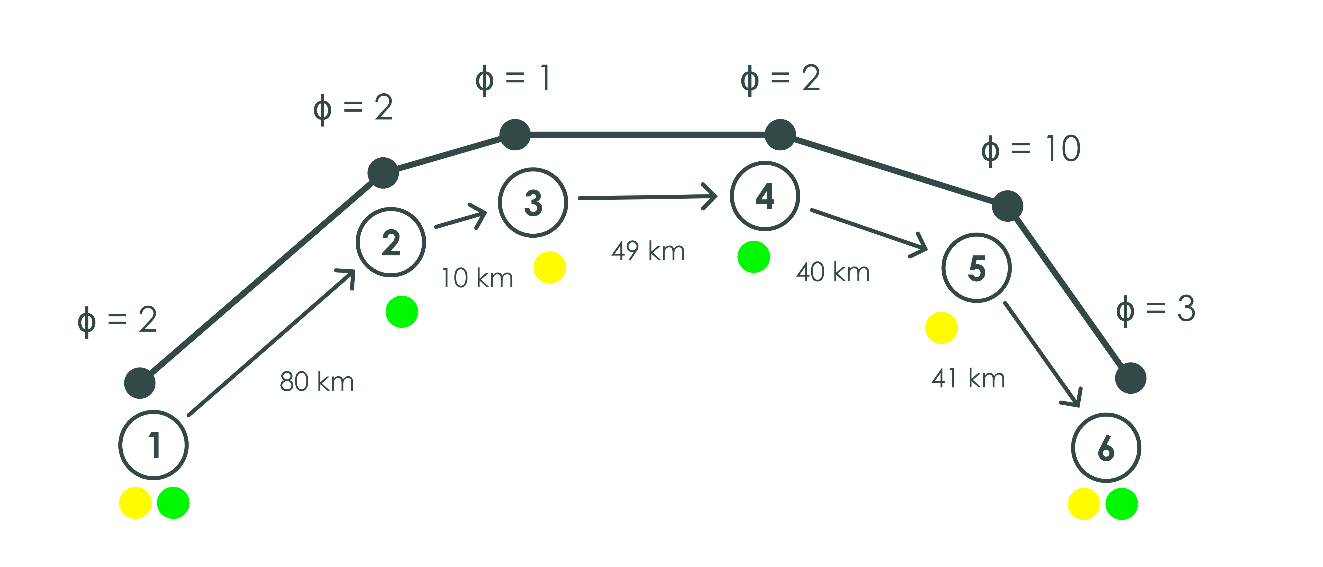 ϕ = 1
ϕ = 2
ϕ = 2
ϕ = 10
3
4
2
49 km
5
10 km
40 km
ϕ = 3
ϕ = 2
80 km
41 km
1
6